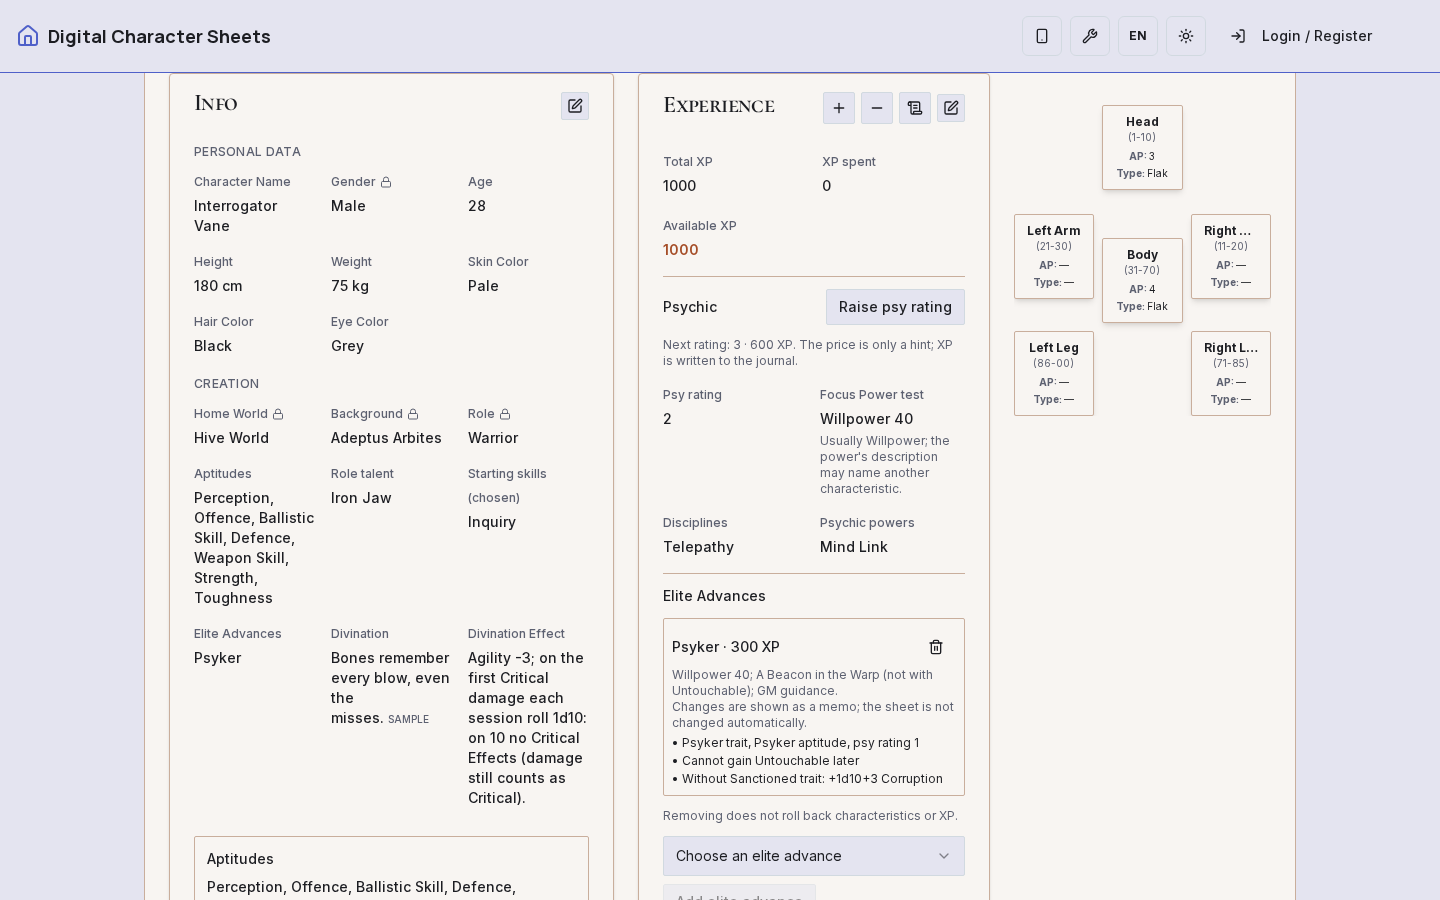 Digital Character Sheets
EN
Login / Register
Info
PERSONAL DATA
Character Name
Gender
Age
Interrogator Vane
Male
28
Height
Weight
Skin Color
180 cm
75 kg
Pale
Hair Color
Eye Color
Black
Grey
CREATION
Home World
Background
Role
Hive World
Adeptus Arbites
Warrior
Aptitudes
Role talent
Starting skills (chosen)
Perception,
Offence, Ballistic
Skill, Defence,
Weapon Skill,
Strength,
Toughness
Iron Jaw
Inquiry
Elite Advances
Divination
Divination Effect
Psyker
Bones remember
every blow, even
the
misses. SAMPLE
Agility -3; on the
first Critical
damage each
session roll 1d10:
on 10 no Critical
Effects (damage
still counts as
Critical).
Aptitudes
Perception, Offence, Ballistic Skill, Defence,
Experience
Total XP
XP spent
1000
0
Available XP
1000
Psychic
Raise psy rating
Next rating: 3 · 600 XP. The price is only a hint; XP
is written to the journal.
Psy rating
Focus Power test
2
Willpower 40
Usually Willpower; the
power's description
may name another
characteristic.
Disciplines
Psychic powers
Telepathy
Mind Link
Elite Advances
Psyker · 300 XP
Willpower 40; A Beacon in the Warp (not with
Untouchable); GM guidance.
Changes are shown as a memo; the sheet is not
changed automatically.
• Psyker trait, Psyker aptitude, psy rating 1
• Cannot gain Untouchable later
• Without Sanctioned trait: +1d10+3 Corruption
Removing does not roll back characteristics or XP.
Choose an elite advance
Add elite advance
Head
(1-10)
AP: 3
Type: Flak
Left Arm
(21-30)
AP: —
Type: —
Body
(31-70)
AP: 4
Type: Flak
Right ...
(11-20)
AP: —
Type: —
Left Leg
(86-00)
AP: —
Type: —
Right L...
(71-85)
AP: —
Type: —